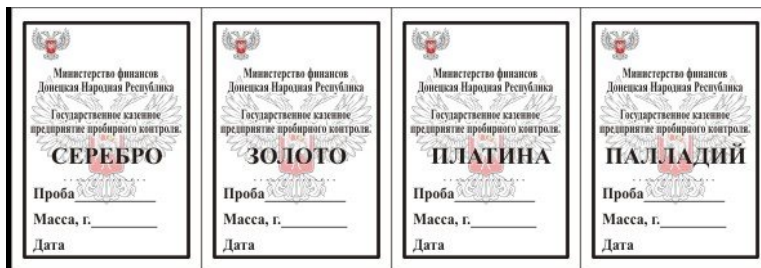 Министерство финансов
Донецкая Народная Республика
Государственное казенное
предприятие пробирного контроля.
СЕРЕБРО
Проба
Масса, г.
Дата
Министерство финансов
Донецкая Народная Республика
Государственное казенное
предприятие пробирного контроля.
ЗОЛОТО
Проба
Масса, г.
Дата
Министерство финансов
Донецкая Народная Республика
Государственное казенное
предприятие пробирного контроля.
ПЛАТИНА
Проба
Масса, г.
Дата
Министерство финансов
Донецкая Народная Республика
Государственное казенное
предприятие пробирного контроля.
ПАЛЛАДИЙ
Проба
Масса, г.
Дата